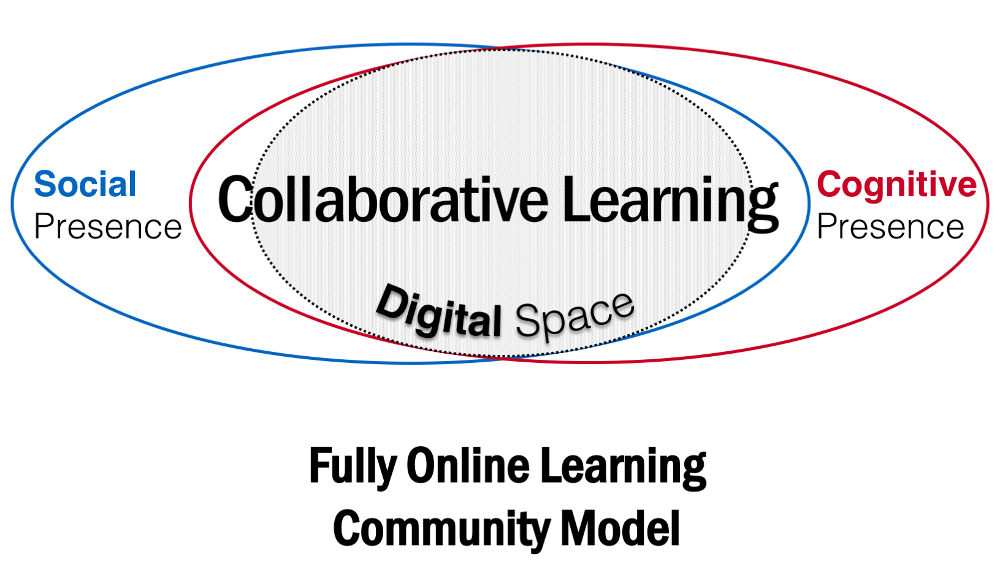 Social
Presence
Collaborative Learning
Cognitive
Presence
Digital Space
Fully Online Learning
Community Model